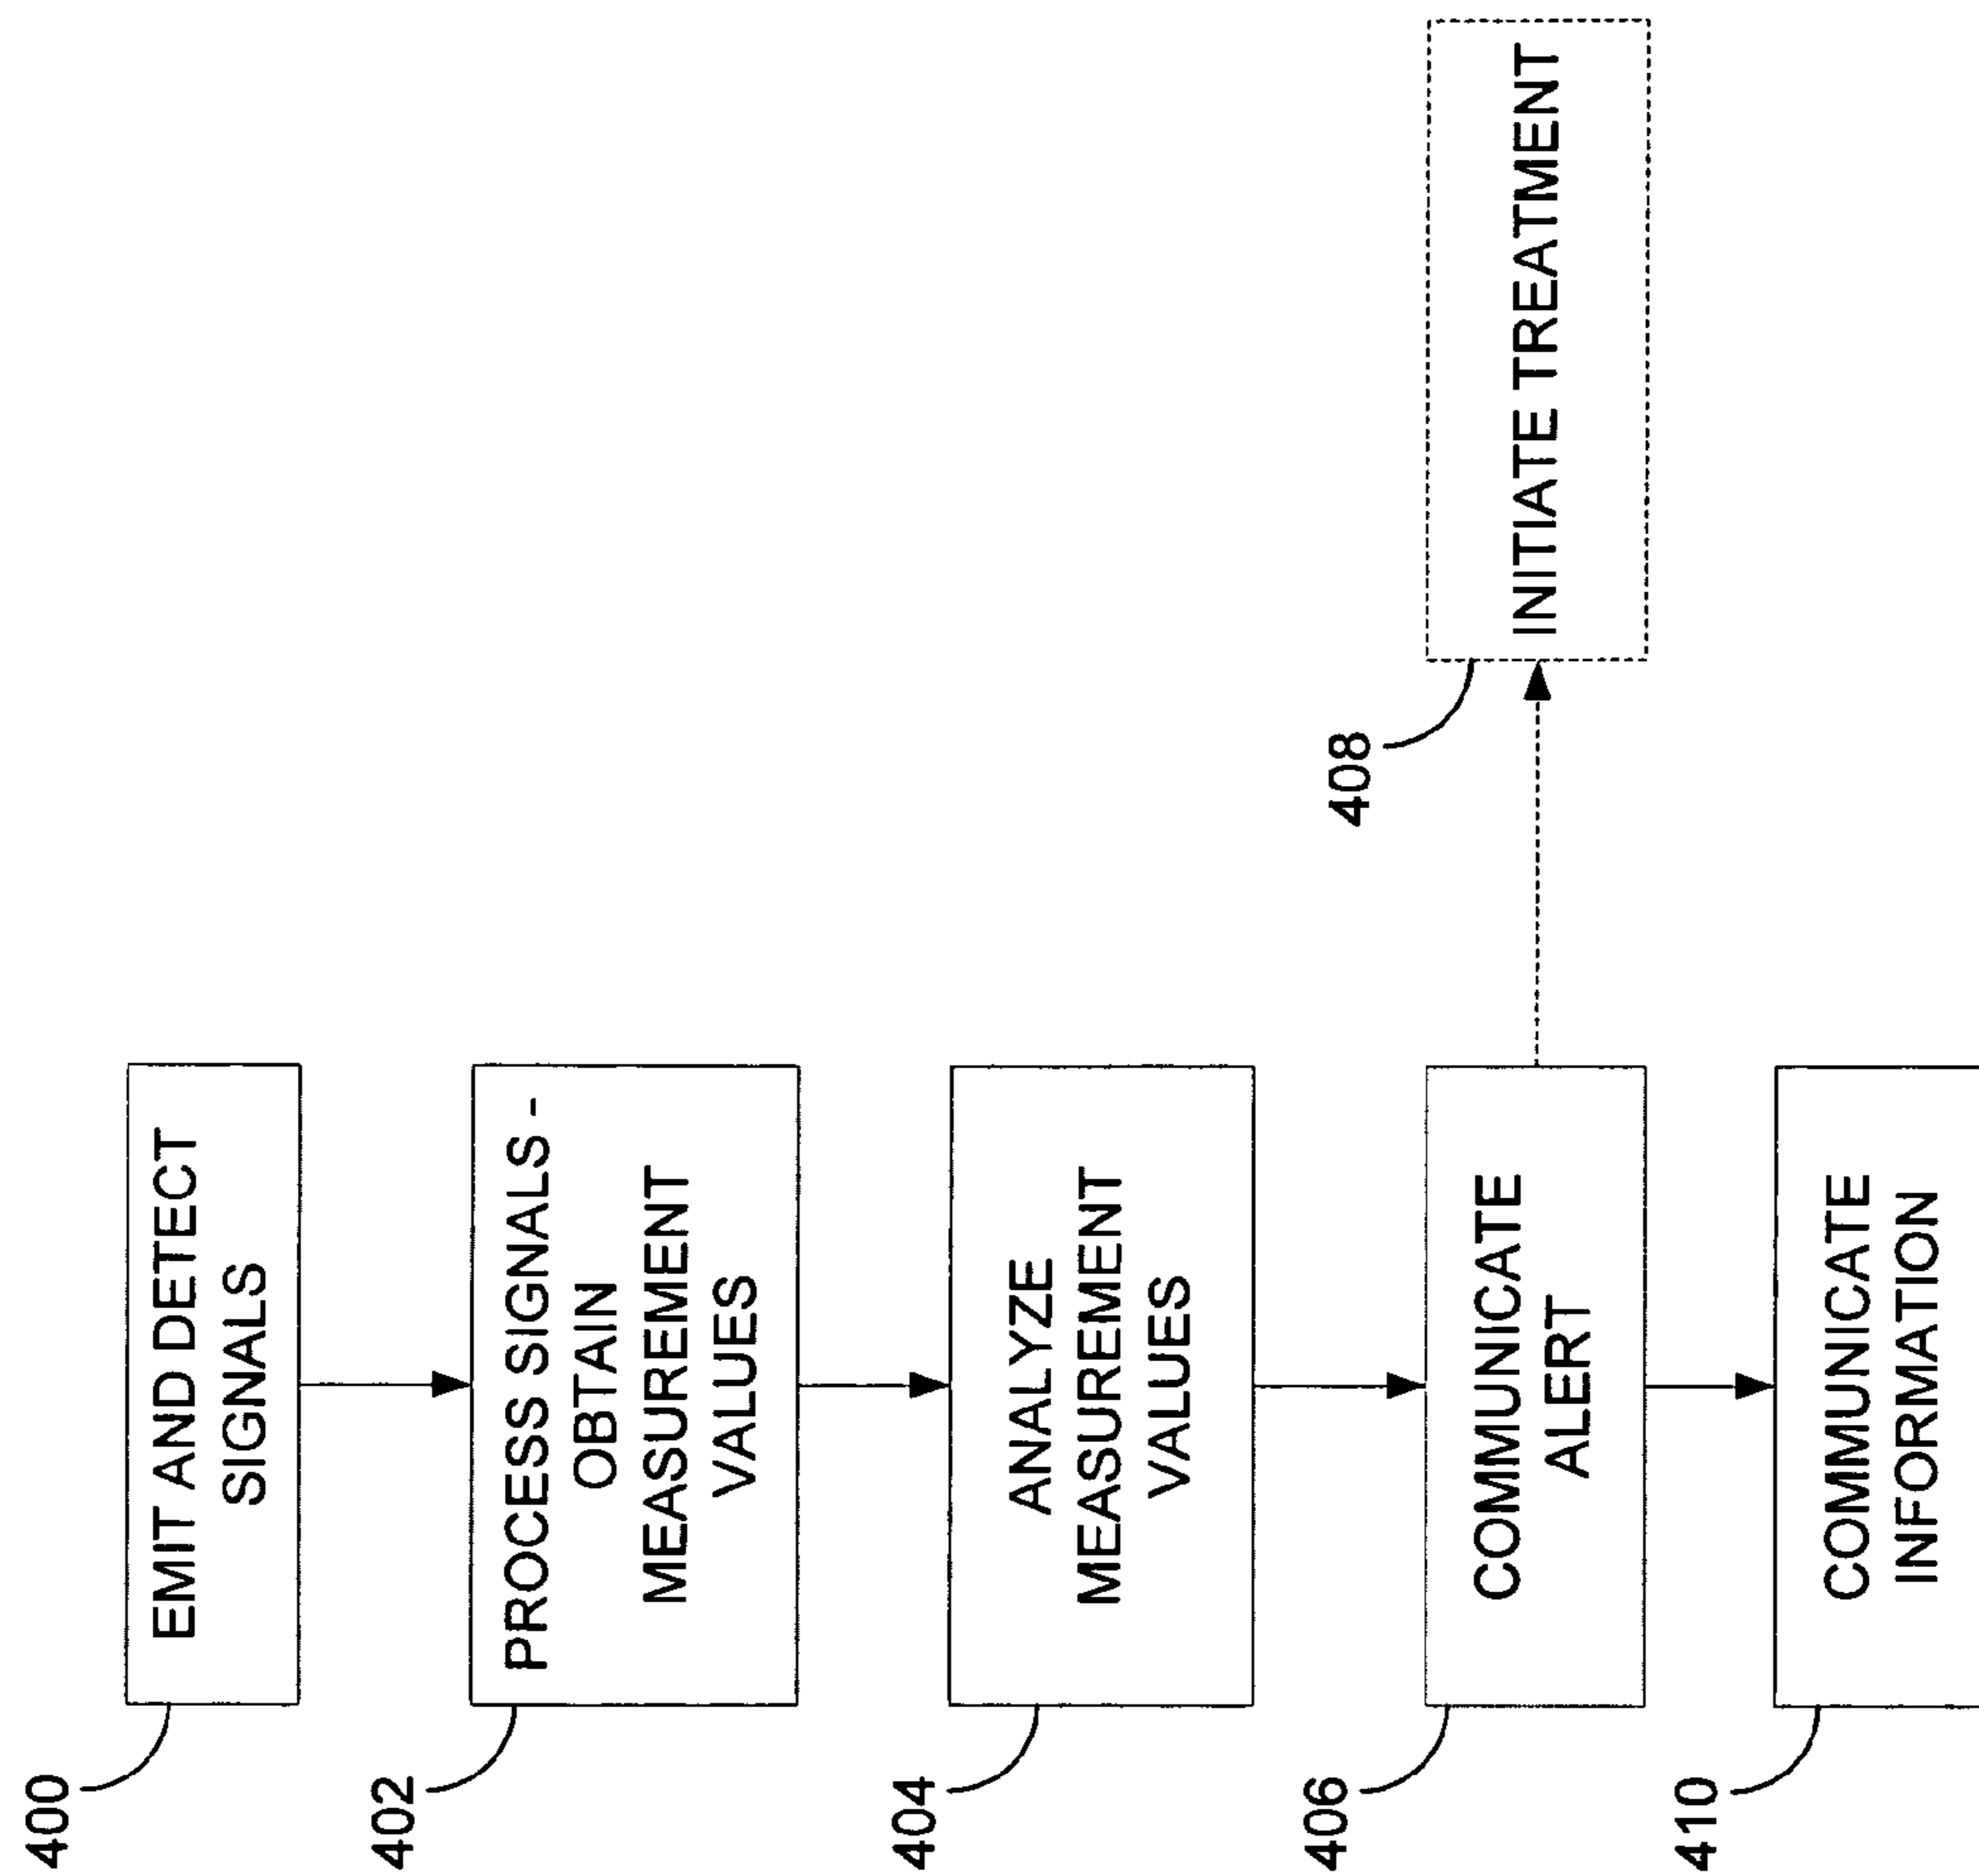 400
EMIT AND DETECT
SIGNALS
402
PROCESS SIGNALS -
OBTAIN
MEASUREMENT
VALUES
404
ANALYZE
MEASUREMENT
VALUES
406
COMMUNICATE
ALERT
408
INITIATE TREATMENT
410
COMMUNICATE
INFORMATION